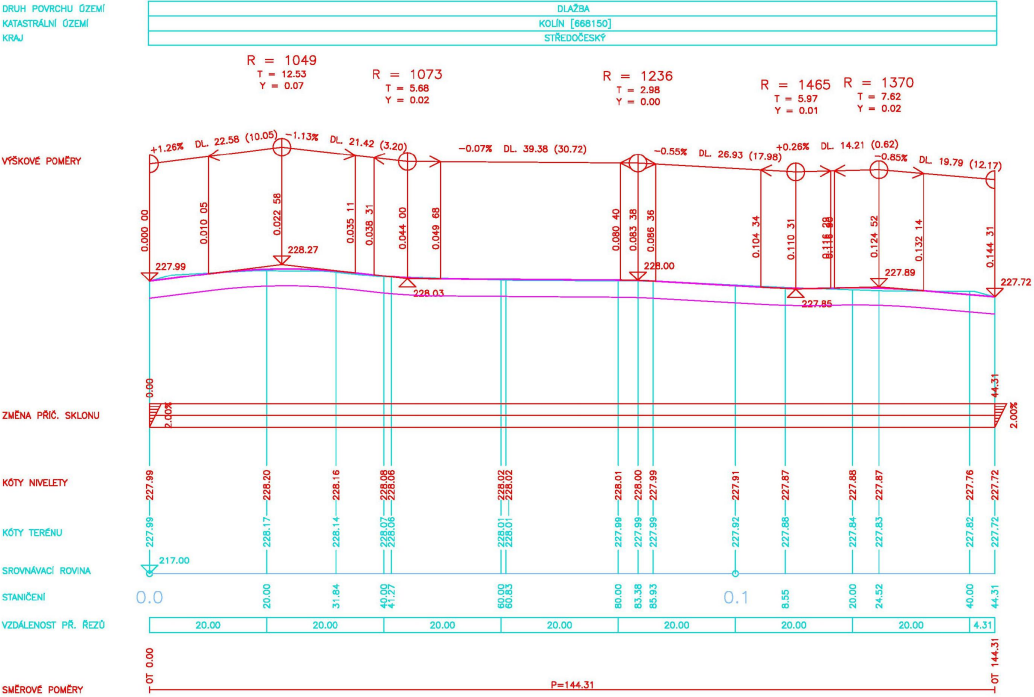 DRUH POVRCHU ÚZEMÍ
DLAŽBA
KATASTRÁLNÍ ÚZEMÍ
KOLÍN [668150]
KRAJ
STŘEDOČESKÝ
R = 1049
T = 12.53
Y = 0.07
R = 1073
T = 5.68
Y = 0.02
R = 1236
T = 2.98
Y = 0.00
R = 1465
T = 5.97
Y = 0.01
R = 1370
T = 7.62
Y = 0.02
VÝŠKOVÉ POMĚRY
+1.26% DL. 22.58 (10.05)
-1.13% DL. 21.42 (3.20)
-0.07% DL. 39.38 (30.72)
-0.55% DL. 26.93 (17.98)
+0.26% DL. 14.21 (0.62)
-0.85% DL. 19.79 (12.17)
0.000 00
0.010 05
0.022 58
0.035 11
0.038 31
0.044 00
0.049 68
0.080 40
0.083 38
0.086 36
0.104 34
0.110 31
0.124 52
0.132 14
0.144 31
227.99
228.27
228.03
228.00
227.85
227.89
227.72
ZMĚNA PŘÍČ. SKLONU
0.00
2.00%
44.31
2.00%
KÓTY NIVELETY
227.99
228.20
228.16
228.08
228.06
228.02
228.02
228.01
228.00
227.99
227.91
227.87
227.88
227.87
227.76
227.72
KÓTY TERÉNU
227.99
228.17
228.14
228.07
228.06
228.01
228.01
227.99
227.99
227.99
227.92
227.88
227.84
227.83
227.82
227.72
SROVNÁVACÍ ROVINA
217.00
STANIČENÍ
0.0
20.00
31.84
40.00
41.27
60.00
60.83
80.00
83.38
85.93
0.1
8.55
20.00
24.52
40.00
44.31
VZDÁLENOST PŘ. ŘEZŮ
20.00
20.00
20.00
20.00
20.00
20.00
20.00
4.31
SMĚROVÉ POMĚRY
OT 0.00
P=144.31
OT 144.31